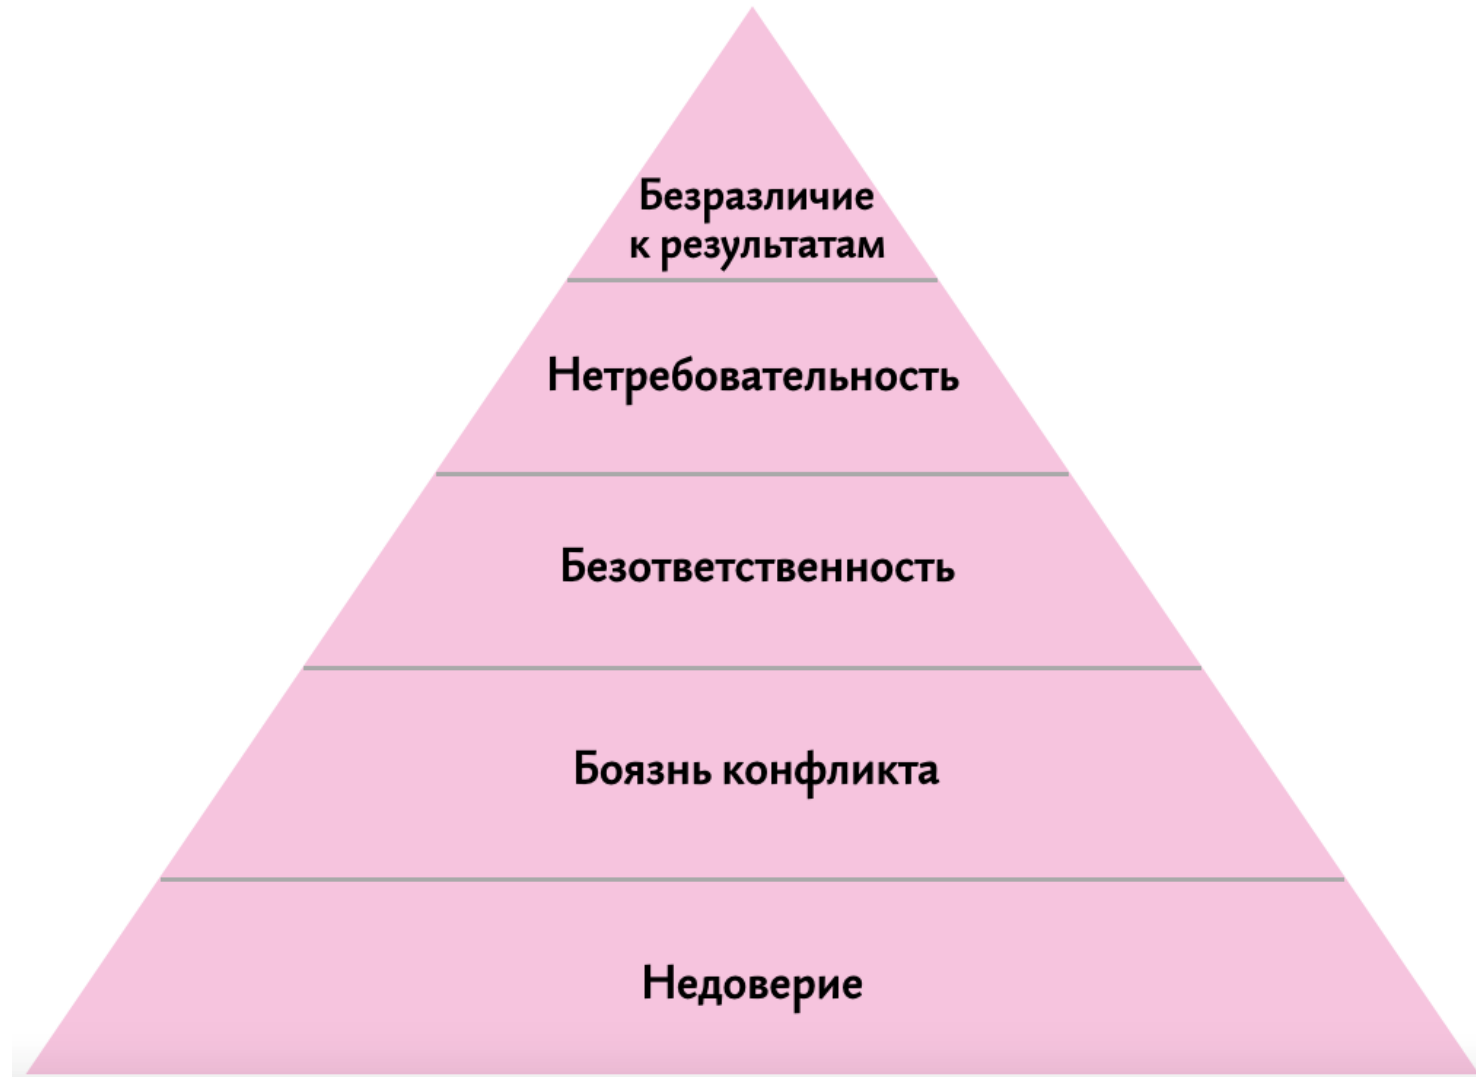 Безразличие
к результатам
Нетребовательность
Безответственность
Боязнь конфликта
Недоверие